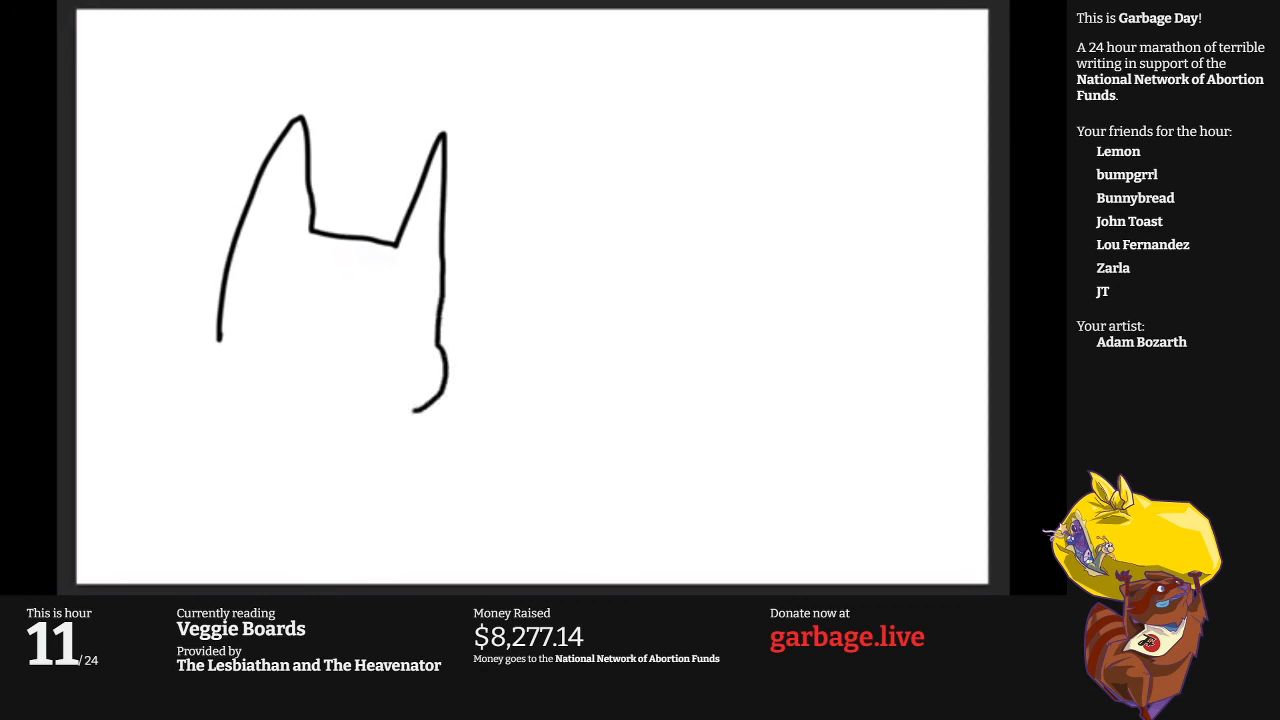 This is Garbage Day!
A 24 hour marathon of terrible
writing in support of the
National Network of Abortion
Funds.
Your friends for the hour:
Lemon
bumpgrrl
Bunnybread
John Toast
Lou Fernandez
Zarla
JT
Your artist:
Adam Bozarth
This is hour
11/ 24
Currently reading
Veggie Boards
Provided by
The Lesbiathan and The Heavenator
Money Raised
$8,277.14
Money goes to the National Network of Abortion Funds
Donate now at
garbage.live